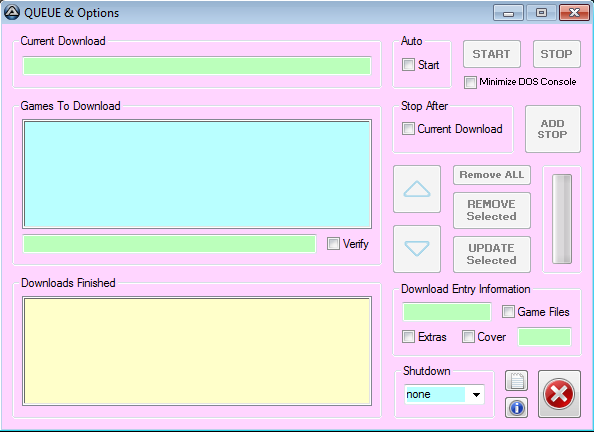 QUEUE & Options
Current Download
Auto
Start
START
STOP
Minimize DOS Console
Games To Download
Stop After
Current Download
ADD
STOP
Remove ALL
REMOVE
Selected
UPDATE
Selected
Verify
Downloads Finished
Download Entry Information
Game Files
Extras
Cover
Shutdown
none